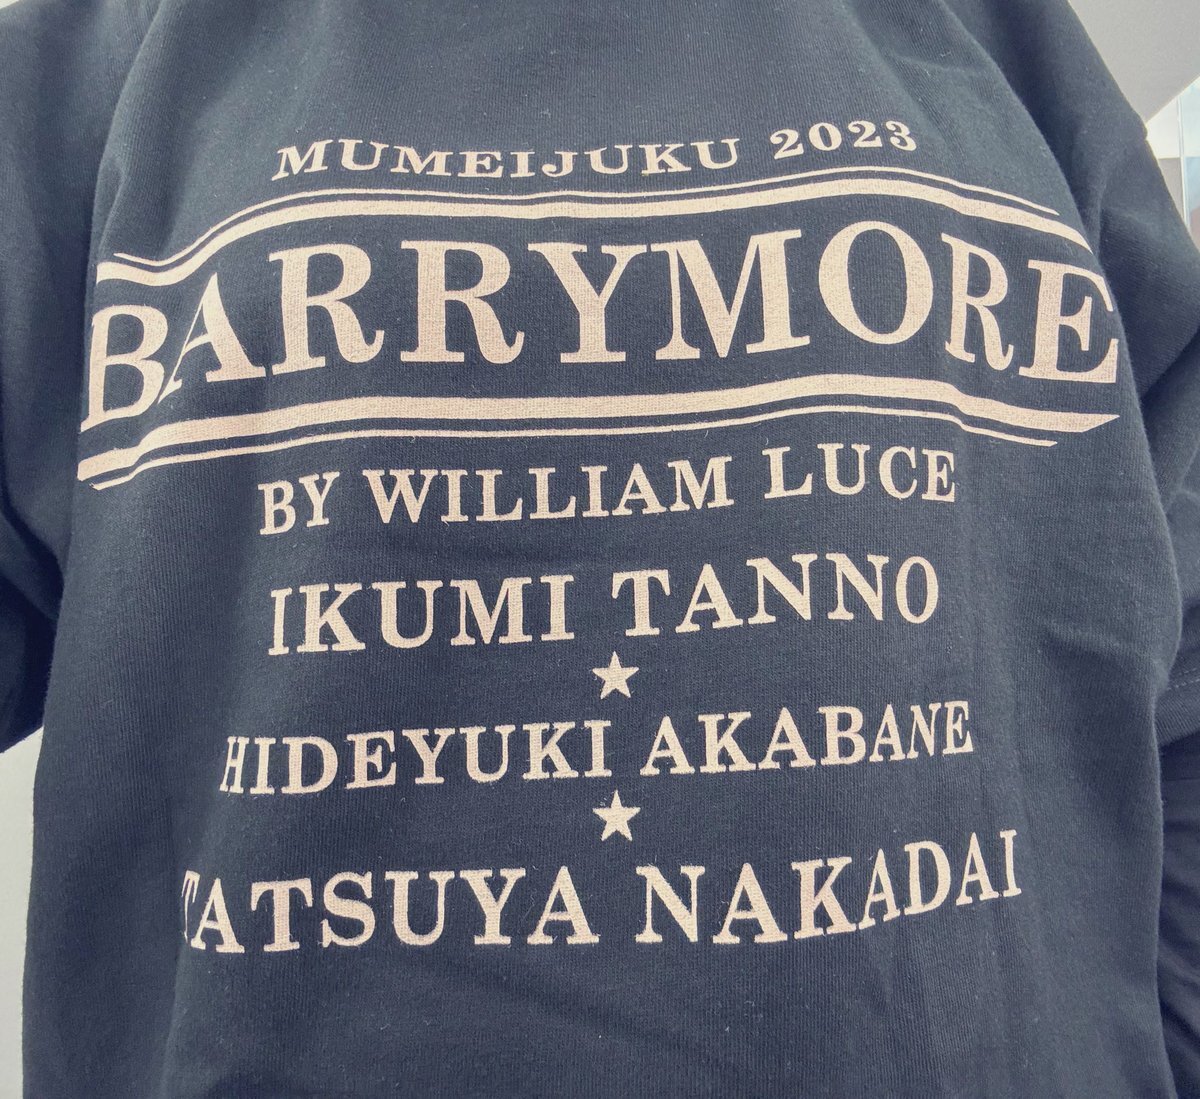 MUMEIJUKU 2023
BARRYMORE
BY WILLIAM LUCE
IKUMI TANNO
★
HIDEYUKI AKABANE
★
TATSUYA NAKADAI